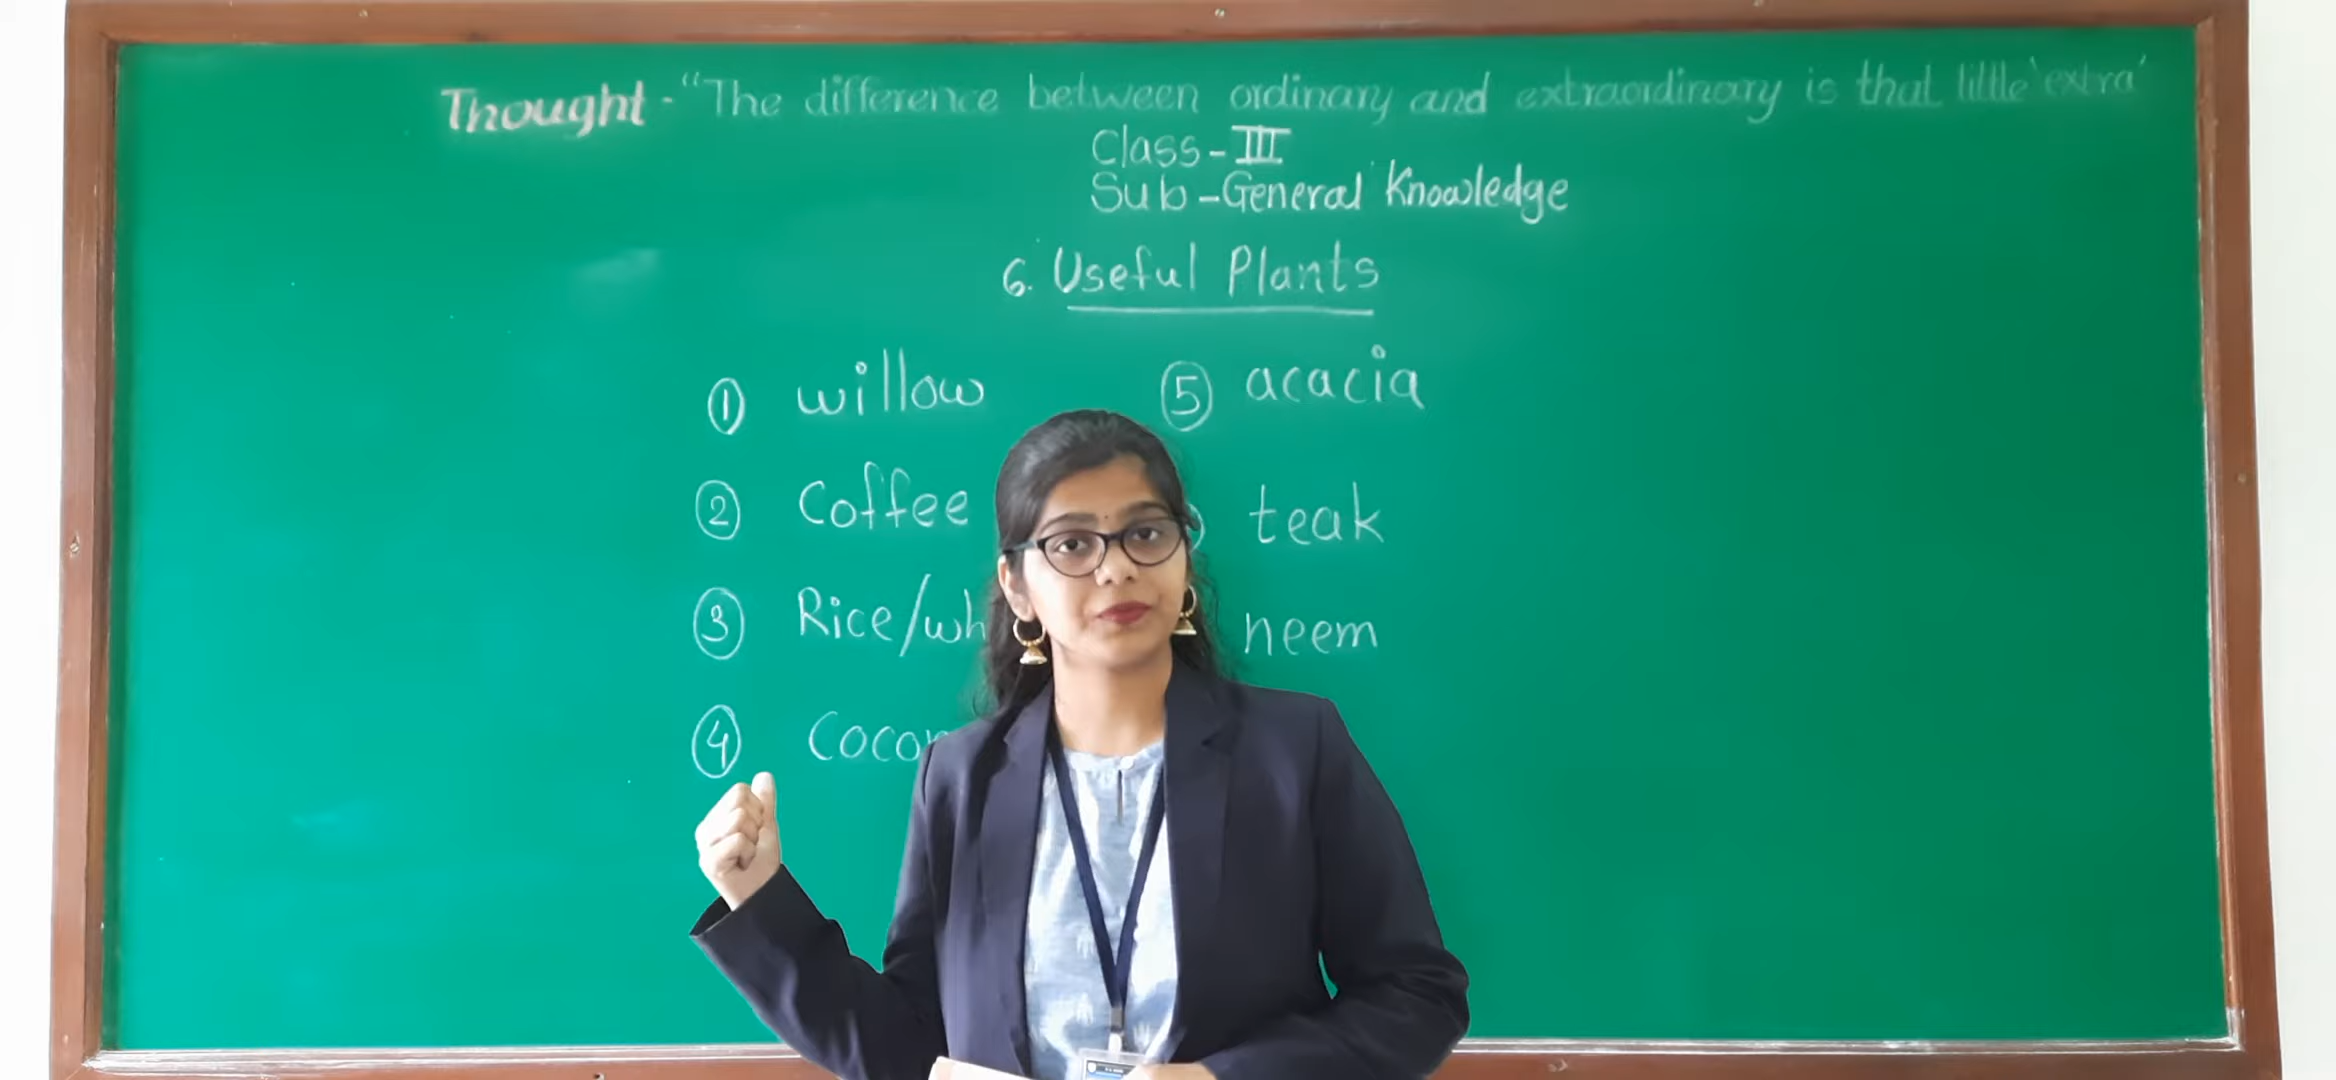 Thought - "The difference between ordinary and extraordinary is that little 'extra'
Class - III
Sub - General Knowledge
6. Useful Plants
① willow
② Coffee
③ Rice/wh
④ Cocon
⑤ acacia
teak
neem